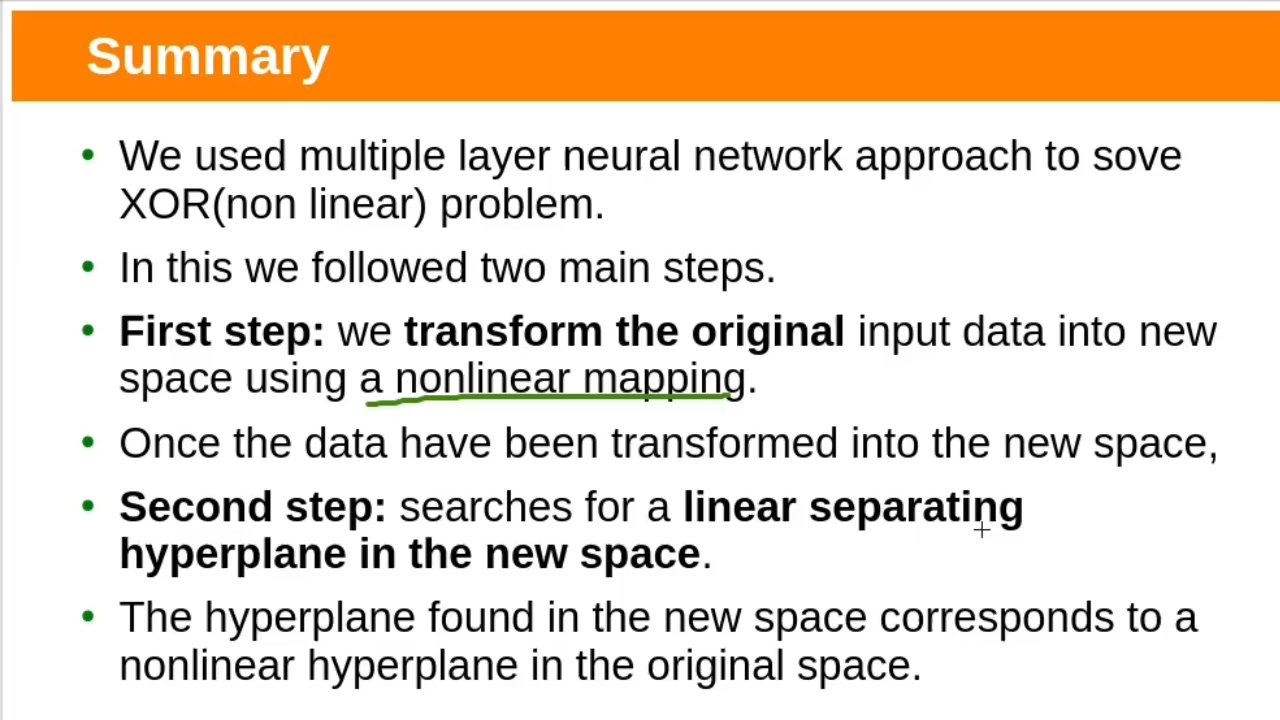 Summary
• We used multiple layer neural network approach to sove
XOR(non linear) problem.
• In this we followed two main steps.
• First step: we transform the original input data into new
space using a nonlinear mapping.
• Once the data have been transformed into the new space,
• Second step: searches for a linear separating
hyperplane in the new space.
• The hyperplane found in the new space corresponds to a
nonlinear hyperplane in the original space.